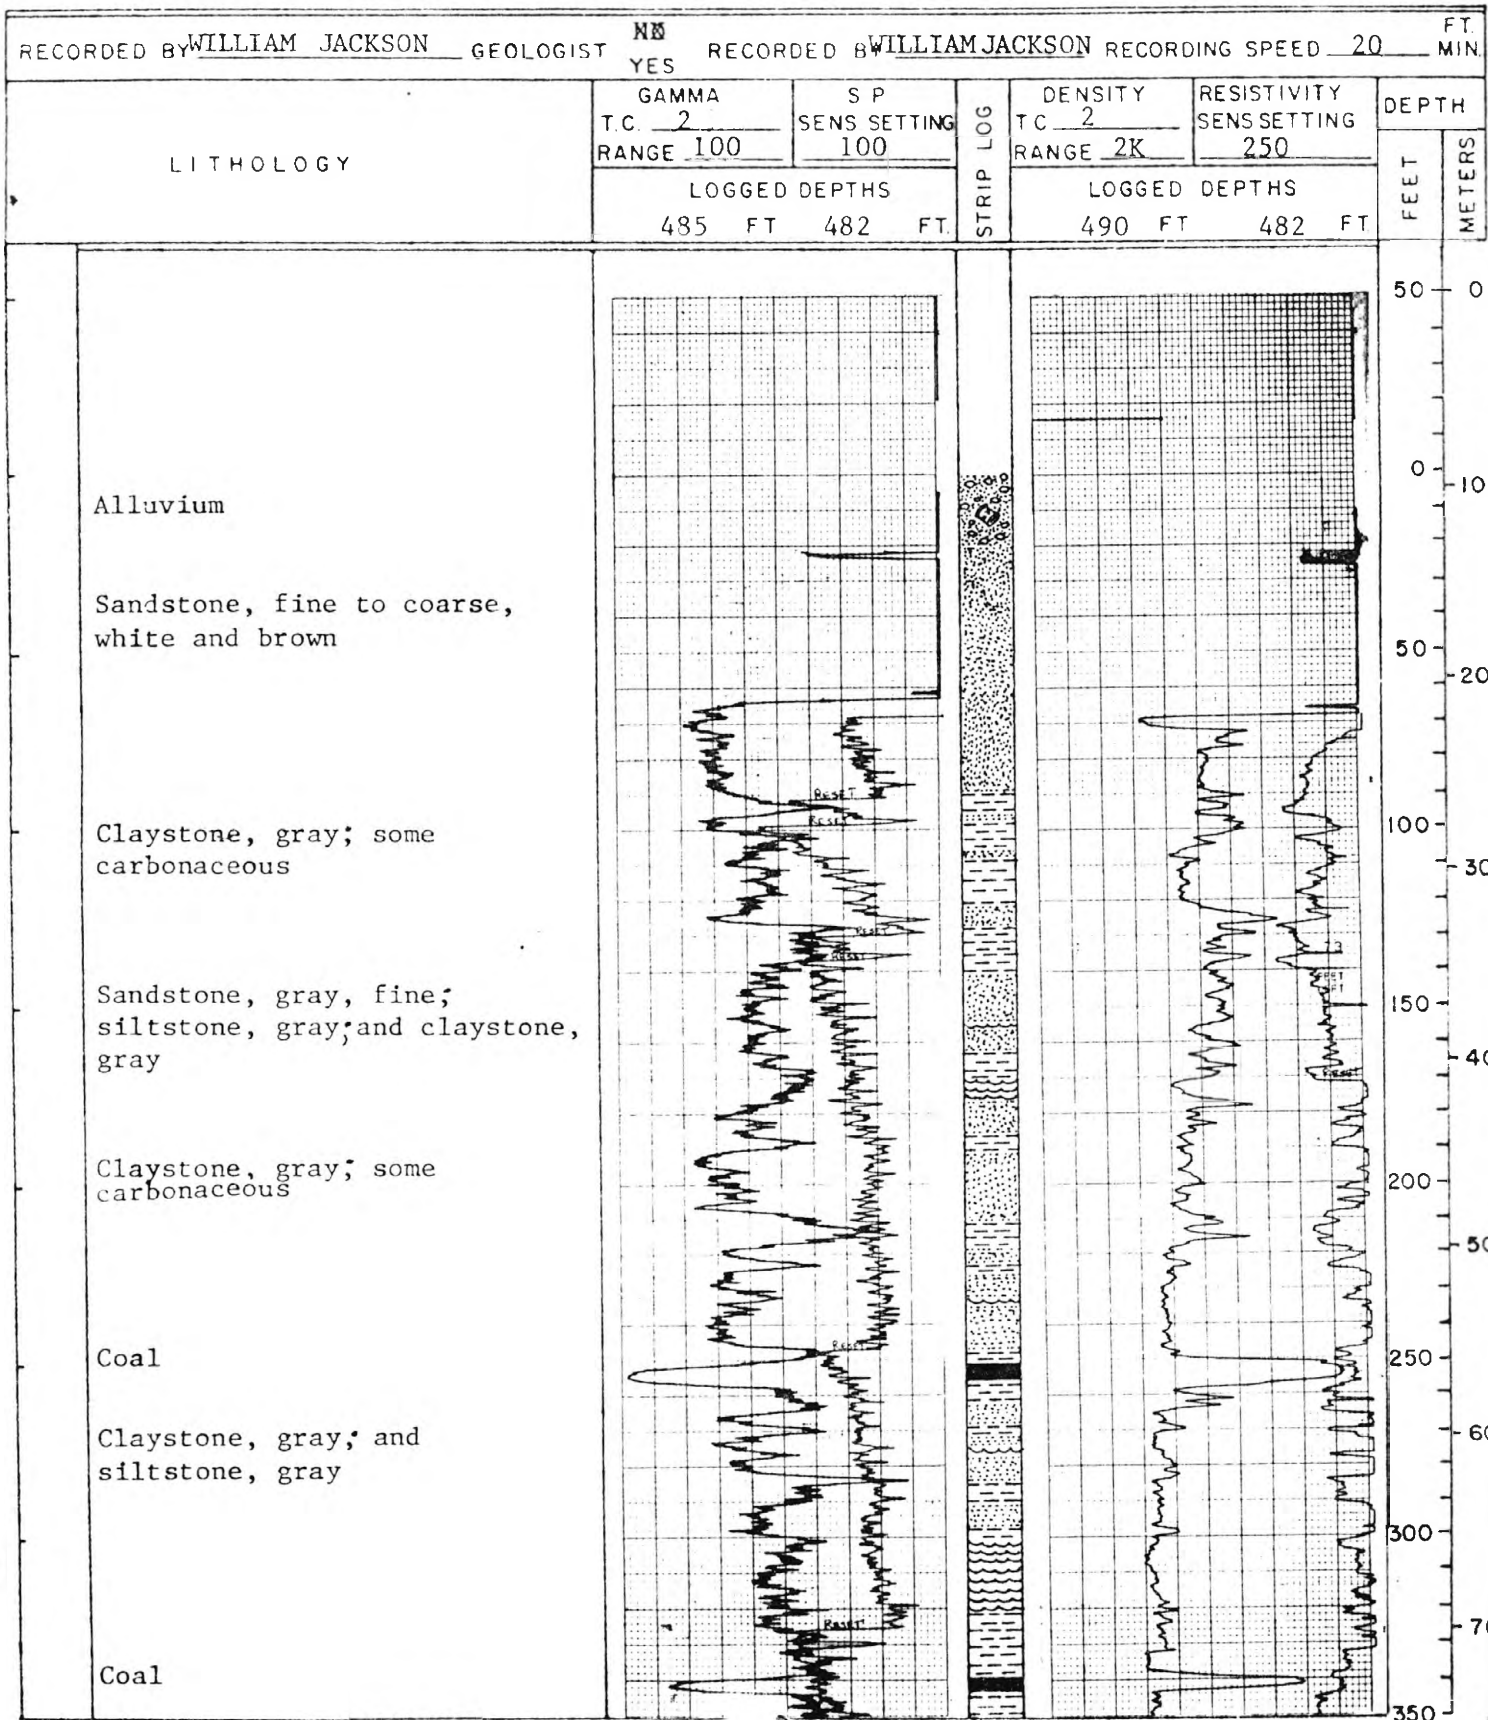 RECORDED BY WILLIAM JACKSON GEOLOGIST NO YES RECORDED BY WILLIAM JACKSON RECORDING SPEED 20 FT. MIN.
LITHOLOGY
GAMMA
T.C. 2
RANGE 100
S P
SENS SETTING
100
LOGGED DEPTHS
485 FT 482 FT.
STRIP LOG
DENSITY
T C 2
RANGE 2K
RESISTIVITY
SENS SETTING
250
LOGGED DEPTHS
490 FT 482 FT
DEPTH
FEET
METERS
50 0
0
10
Alluvium
Sandstone, fine to coarse,
white and brown
50
20
RESET
RESET
Claystone, gray; some
carbonaceous
100
30
RESET
RESET
Sandstone, gray, fine;
siltstone, gray; and claystone,
gray
150
40
RESET
Claystone, gray; some
carbonaceous
200
50
RESET
Coal
250
Claystone, gray; and
siltstone, gray
60
300
RESET
70
Coal
350